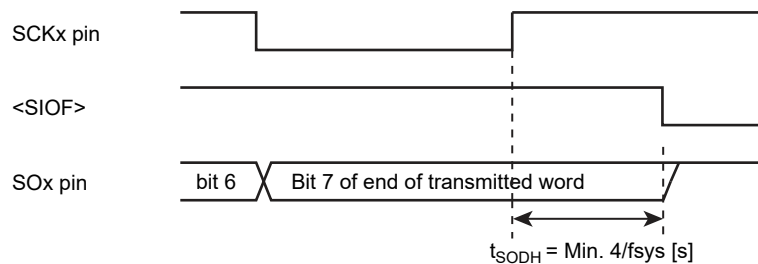 SCKx pin
<SIOF>
SOx pin
bit 6
Bit 7 of end of transmitted word
tSODH = Min. 4/fsys [s]